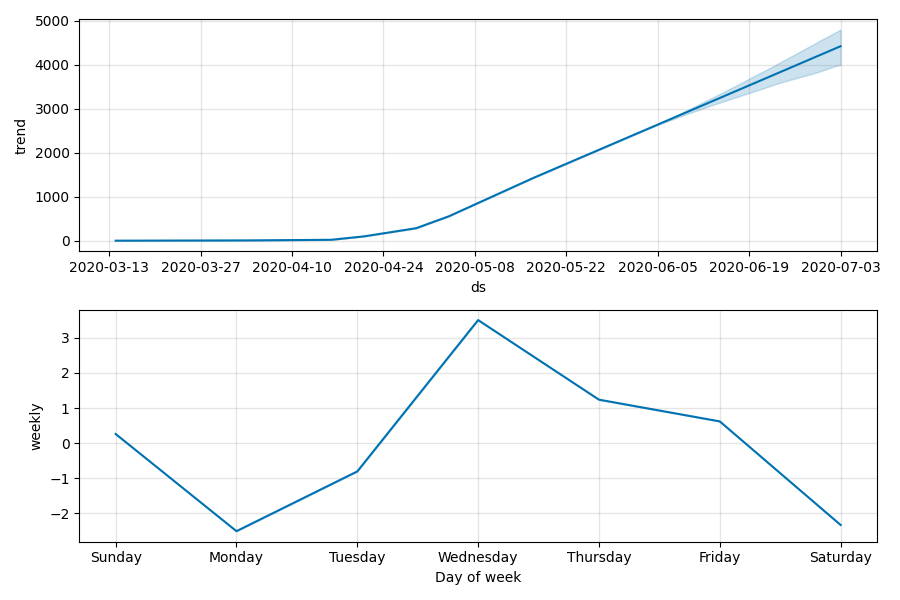 5000
4000
3000
2000
1000
0
trend
2020-03-13 2020-03-27 2020-04-10 2020-04-24 2020-05-08 2020-05-22 2020-06-05 2020-06-19 2020-07-03
ds
3
2
1
0
−1
−2
weekly
Sunday Monday Tuesday Wednesday Thursday Friday Saturday
Day of week